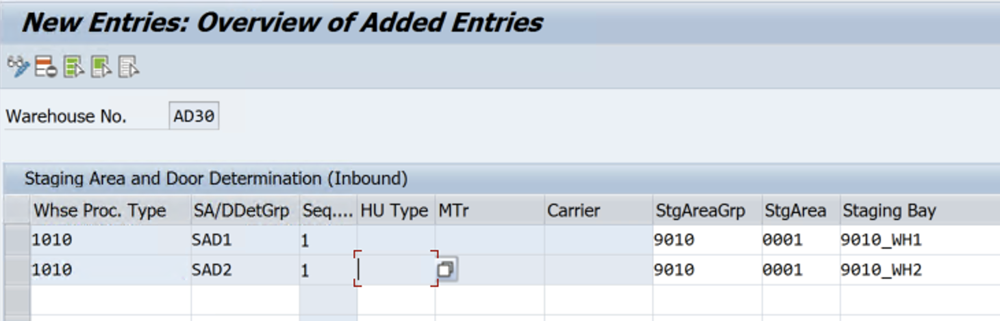 New Entries: Overview of Added Entries
Warehouse No. AD30
Staging Area and Door Determination (Inbound)
Whse Proc. Type SA/DDetGrp Seq.... HU Type MTr Carrier StgAreaGrp StgArea Staging Bay
1010 SAD1 1 9010 0001 9010_WH1
1010 SAD2 1 9010 0001 9010_WH2